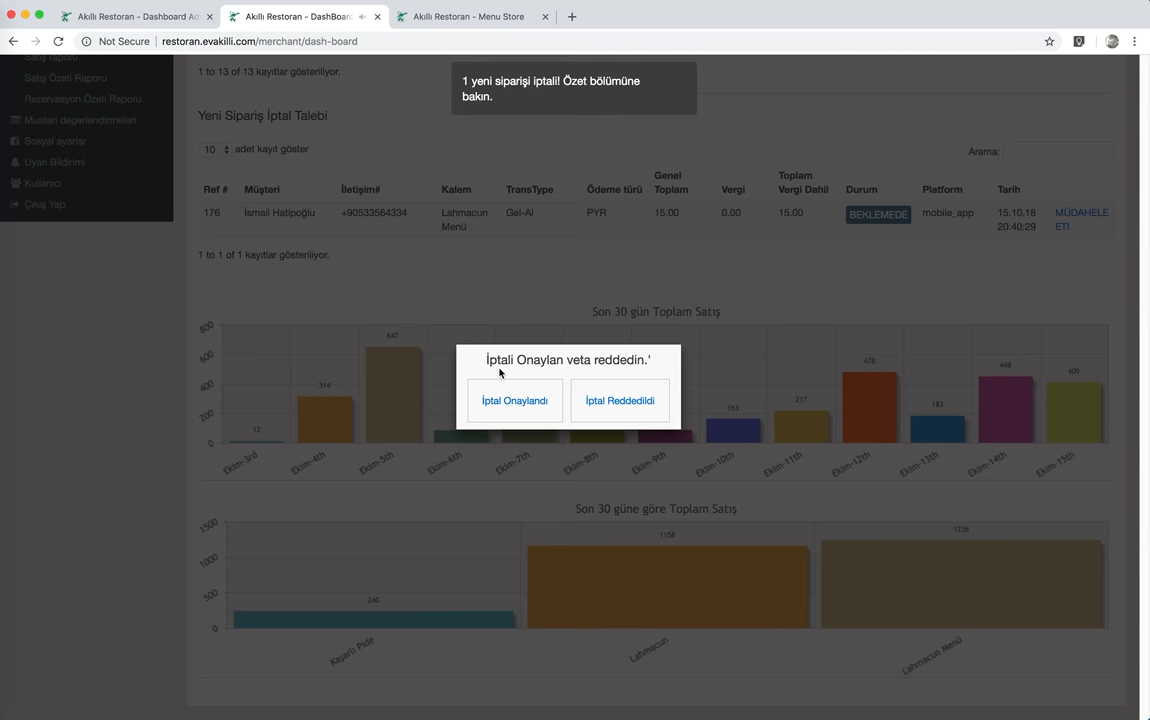 Akıllı Restoran - Dashboard Ad
Akıllı Restoran - DashBoard
Akıllı Restoran - Menu Store
Not Secure
restoran.evakilli.com/merchant/dash-board
Satış raporu
Satış Özeti Raporu
Rezervasyon Özeti Raporu
Musteri degerlendirmeleri
Sosyal ayarlar
Uyarı Bildirimi
Kullanıcı
Çıkış Yap
1 to 13 of 13 kayıtlar gösteriliyor.
1 yeni siparişi iptali! Özet bölümüne
bakın.
Yeni Sipariş İptal Talebi
10 adet kayıt göster
Arama:
Ref # Müşteri İletişim# Kalem TransType Ödeme türü Genel Toplam Vergi Toplam Vergi Dahil Durum Platform Tarih
176 İsmail Hatipoğlu +90533564334 Lahmacun Menü Gel-Al PYR 15.00 0.00 15.00 BEKLEMEDE mobile_app 15.10.18 20:40:29 MÜDAHELE ET!
1 to 1 of 1 kayıtlar gösteriliyor.
Son 30 gün Toplam Satış
800
600
400
200
0
12
314
647
163
217
478
183
448
409
Ekim-3rd
Ekim-4th
Ekim-5th
Ekim-6th
Ekim-7th
Ekim-8th
Ekim-9th
Ekim-10th
Ekim-11th
Ekim-12th
Ekim-13th
Ekim-14th
Ekim-15th
İptali Onaylan veta reddedin.'
İptal Onaylandı
İptal Reddedildi
Son 30 güne göre Toplam Satış
1500
1000
500
0
240
1158
1236
Kaşarlı Pide
Lahmacun
Lahmacun Menü